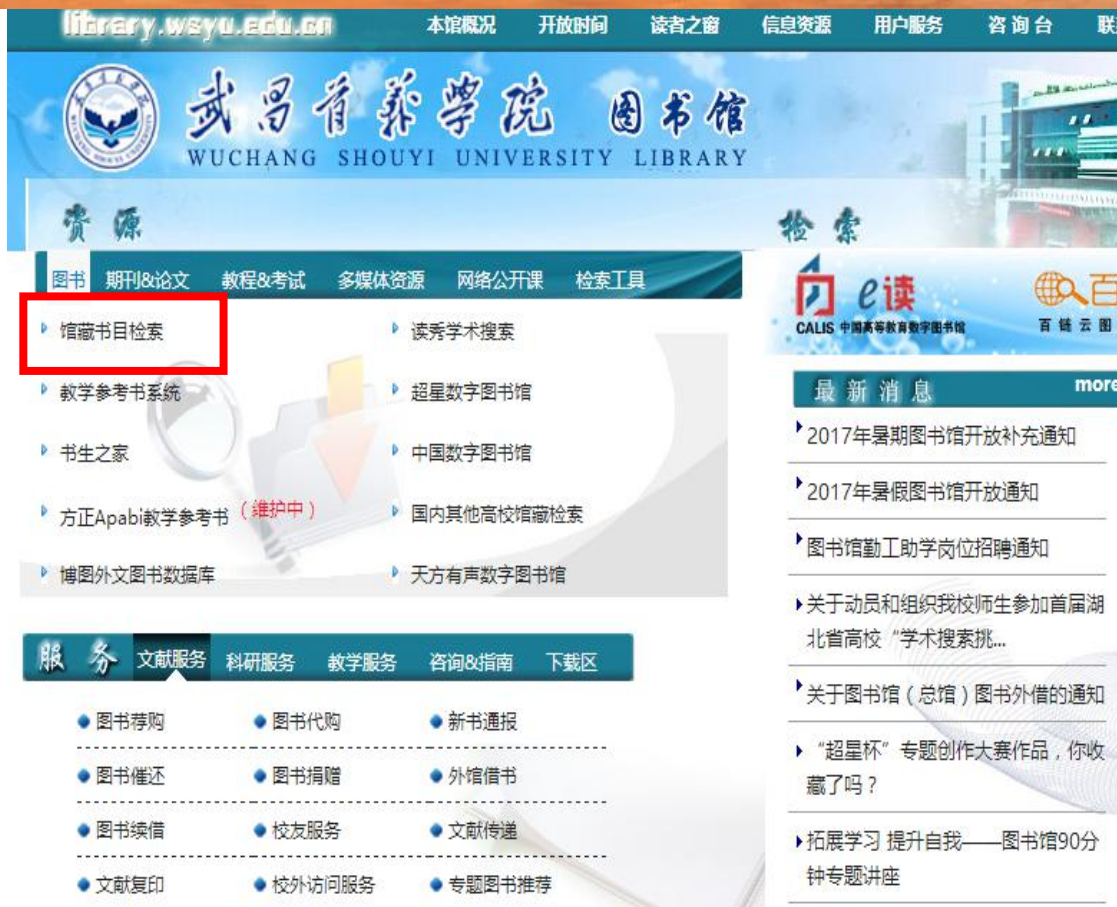 library.wsyu.edu.cn 本馆概况 开放时间 读者之窗 信息资源 用户服务 咨询台
武昌首义学院 图书馆
WUCHANG SHOUYI UNIVERSITY LIBRARY
资源
检索
图书 期刊&论文 教程&考试 多媒体资源 网络公开课 检索工具
馆藏书目检索 读秀学术搜索
教学参考书系统 超星数字图书馆
书生之家 中国数字图书馆
方正Apabi教学参考书（维护中） 国内其他高校馆藏检索
博图外文图书数据库 天方有声数字图书馆
e读
CALIS 中国高等教育数字图书馆
百
百链云图
最新消息 more
2017年暑期图书馆开放补充通知
2017年暑假图书馆开放通知
图书馆勤工助学岗位招聘通知
关于动员和组织我校师生参加首届湖
北省高校“学术搜索挑...
关于图书馆（总馆）图书外借的通知
“超星杯”专题创作大赛作品，你收
藏了吗？
拓展学习 提升自我——图书馆90分
钟专题讲座
服务 文献服务 科研服务 教学服务 咨询&指南 下载区
图书荐购 图书代购 新书通报
图书催还 图书捐赠 外馆借书
图书续借 校友服务 文献传递
文献复印 校外访问服务 专题图书推荐